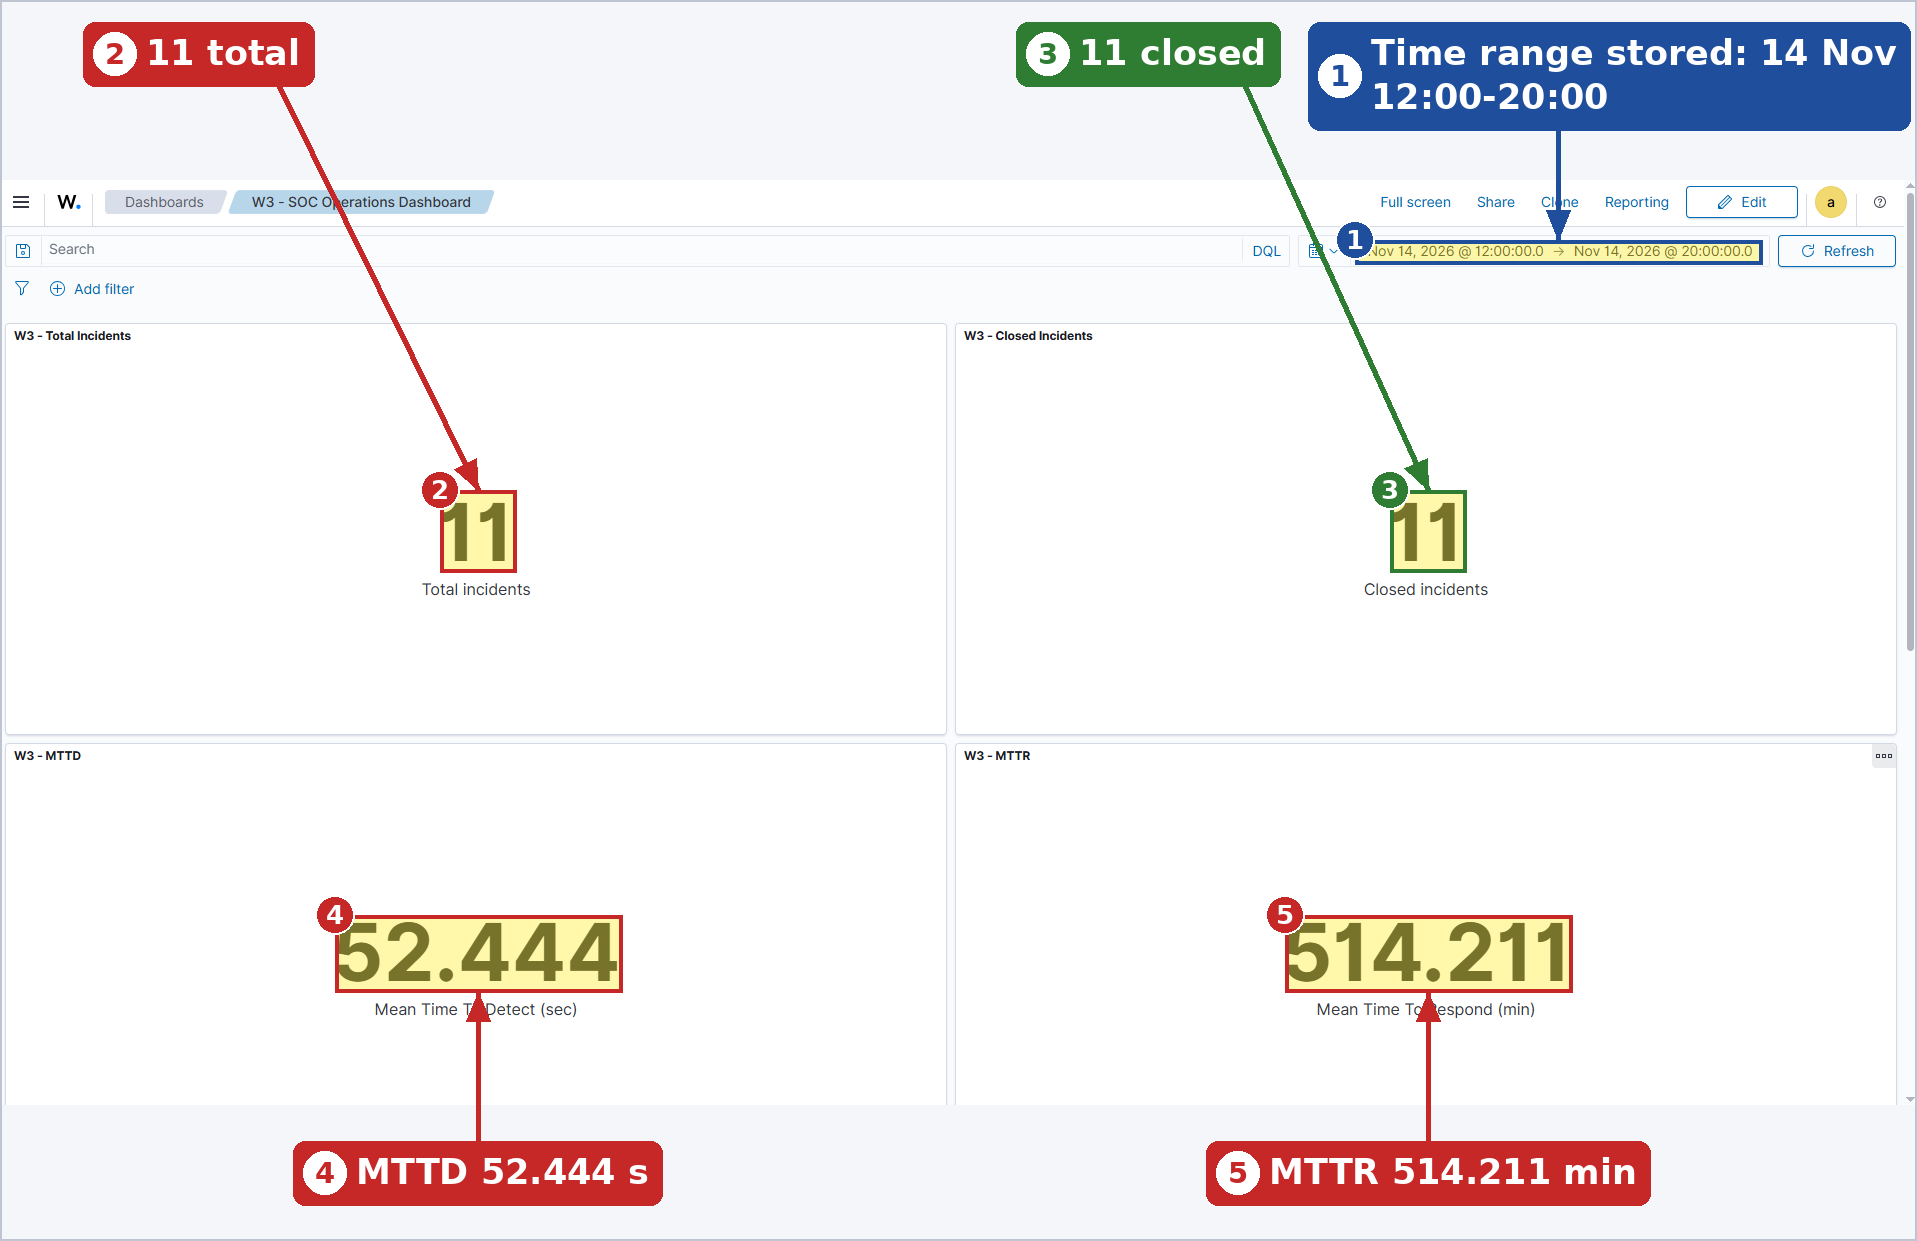 2 11 total
3 11 closed
1 Time range stored: 14 Nov
12:00-20:00
W. Dashboards W3 - SOC Operations Dashboard Full screen Share Clone Reporting Edit a
Search DQL 1 Nov 14, 2026 @ 12:00:00.0 → Nov 14, 2026 @ 20:00:00.0 Refresh
Add filter
W3 - Total Incidents
2
11
Total incidents
W3 - Closed Incidents
3
11
Closed incidents
W3 - MTTD
4
52.444
Mean Time To Detect (sec)
W3 - MTTR
5
514.211
Mean Time To Respond (min)
4 MTTD 52.444 s
5 MTTR 514.211 min